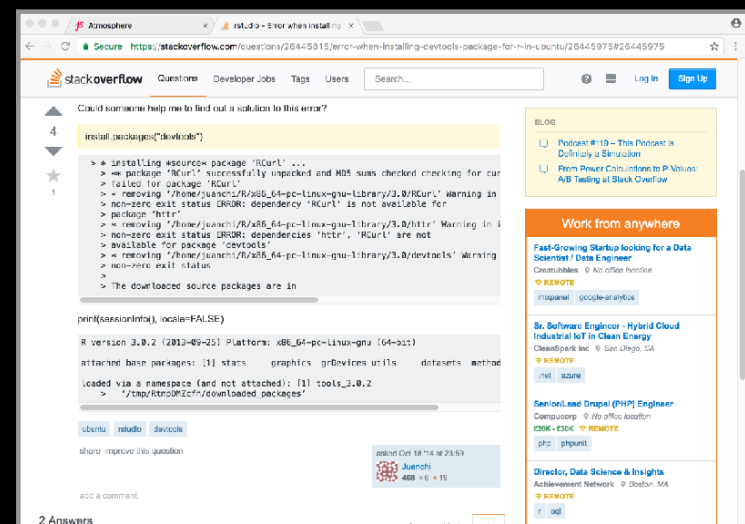 Atmosphere
rstudio - Error when installing
Secure https://stackoverflow.com/questions/26445815/error-when-installing-devtools-package-for-r-in-ubuntu/26445975#26445975
stackoverflow Questions Developer Jobs Tags Users Search... Log In Sign Up
Could someone help me to find out a solution to this error?
4
1
install.packages("devtools")
> * installing *source* package 'RCurl' ...
> ** package 'RCurl' successfully unpacked and MD5 sums checked checking for cur
> failed for package 'RCurl'
> * removing '/home/juanchi/R/x86_64-pc-linux-gnu-library/3.0/RCurl' Warning in
> non-zero exit status ERROR: dependency 'RCurl' is not available for
> package 'httr'
> * removing '/home/juanchi/R/x86_64-pc-linux-gnu-library/3.0/httr' Warning in i
> non-zero exit status ERROR: dependencies 'httr', 'RCurl' are not
> available for package 'devtools'
> * removing '/home/juanchi/R/x86_64-pc-linux-gnu-library/3.0/devtools' Warning
> non-zero exit status
>
> The downloaded source packages are in
print(sessionInfo(), locale=FALSE)
R version 3.0.2 (2013-09-25) Platform: x86_64-pc-linux-gnu (64-bit)
attached base packages: [1] stats graphics grDevices utils datasets method
loaded via a namespace (and not attached): [1] tools_3.0.2
> '/tmp/RtmpDMZcfn/downloaded_packages'
ubuntu rstudio devtools
share improve this question
asked Oct 18 '14 at 23:59
Juanchi
468 6 19
add a comment
2 Answers
BLOG
Podcast #119 – This Podcast is
Definitely a Simulation
From Power Calculations to P-Values:
A/B Testing at Stack Overflow
Work from anywhere
Fast-Growing Startup looking for a Data
Scientist / Data Engineer
Creatubbles No office location
REMOTE
mixpanel google-analytics
Sr. Software Engineer - Hybrid Cloud
Industrial IoT in Clean Energy
CleanSpark Inc San Diego, CA
REMOTE
.net azure
Senior/Lead Drupal (PHP) Engineer
Compucorp No office location
£20K - £30K REMOTE
php phpunit
Director, Data Science & Insights
Achievement Network Boston, MA
REMOTE
r sql